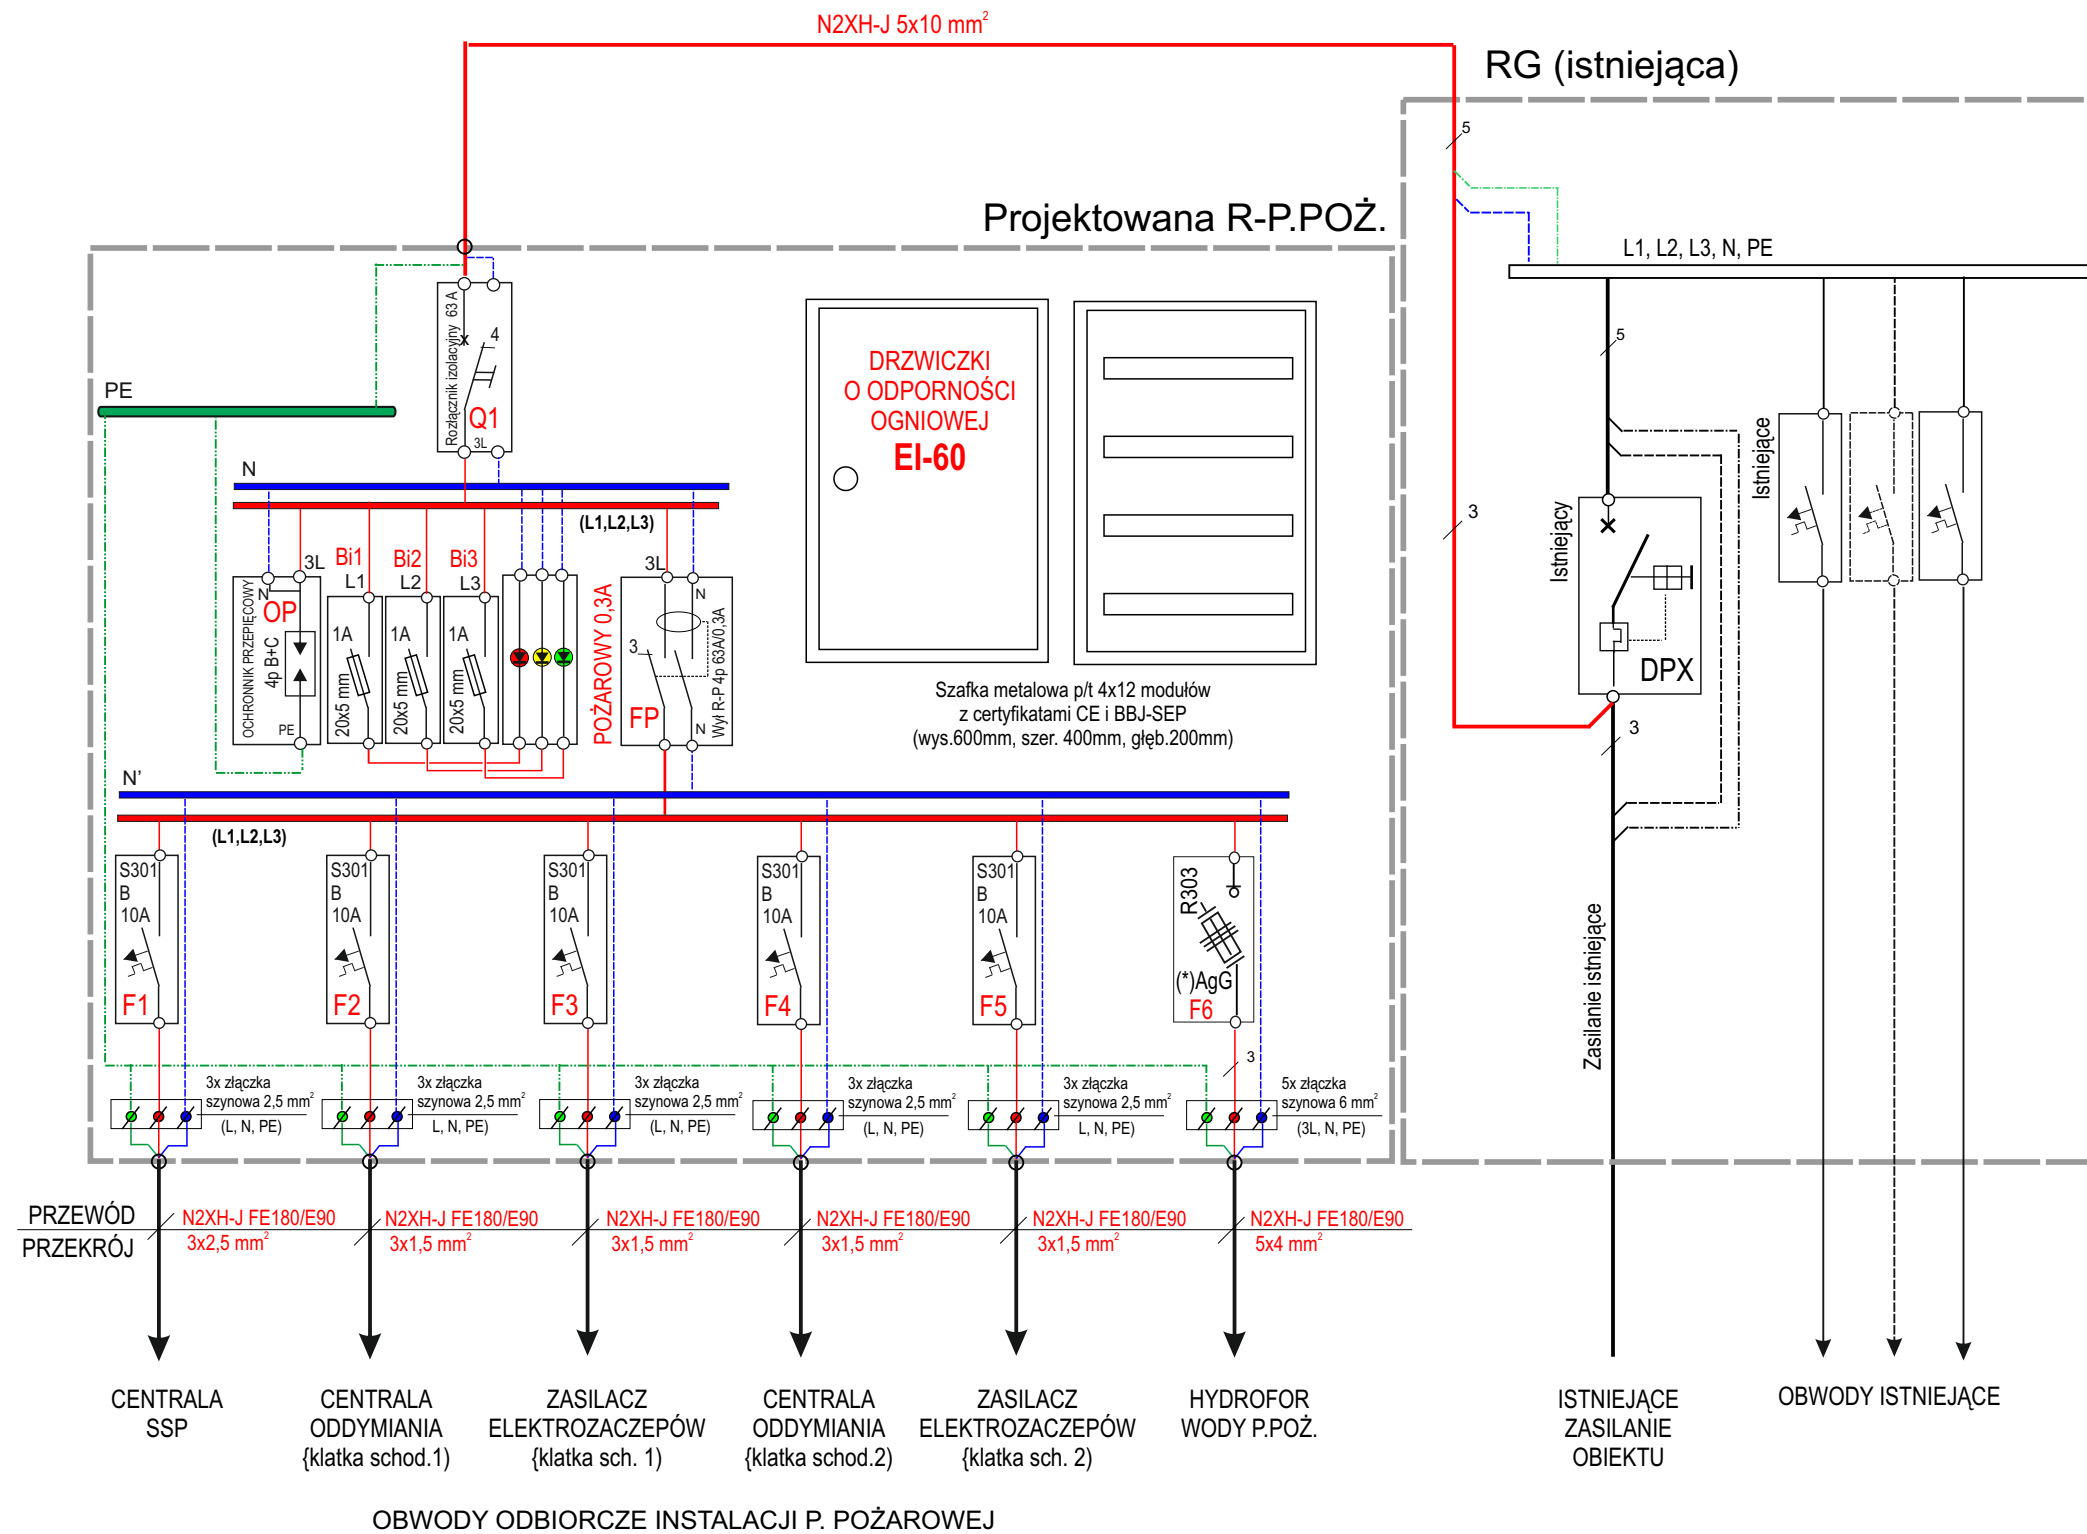 N2XH-J 5x10 mm²
RG (istniejąca)
5
Projektowana R-P.POŻ.
L1, L2, L3, N, PE
5
Rozłącznik izolacyjny 63 A
4
Q1
3L
DRZWICZKI
O ODPORNOŚCI
OGNIOWEJ
EI-60
PE
N
(L1,L2,L3)
3
Istniejący
DPX
3
Istniejące
OCHRONNIK PRZEPIĘCOWY
4p B+C
N
3L
OP
PE
Bi1
L1
1A
20x5 mm
Bi2
L2
1A
20x5 mm
Bi3
L3
1A
20x5 mm
POŻAROWY 0,3A
3L
N
3
FP
N
Wył R-P 4p 63A/0,3A
Szafka metalowa p/t 4x12 modułów
z certyfikatami CE i BBJ-SEP
(wys.600mm, szer. 400mm, głęb.200mm)
N'
(L1,L2,L3)
S301
B
10A
F1
S301
B
10A
F2
S301
B
10A
F3
S301
B
10A
F4
S301
B
10A
F5
R303
(*)AgG
F6
3
Zasilanie istniejące
3x złączka
szynowa 2,5 mm²
(L, N, PE)
3x złączka
szynowa 2,5 mm²
L, N, PE)
3x złączka
szynowa 2,5 mm²
(L, N, PE)
3x złączka
szynowa 2,5 mm²
(L, N, PE)
3x złączka
szynowa 2,5 mm²
L, N, PE)
5x złączka
szynowa 6 mm²
(3L, N, PE)
PRZEWÓD
PRZEKRÓJ
N2XH-J FE180/E90
3x2,5 mm²
N2XH-J FE180/E90
3x1,5 mm²
N2XH-J FE180/E90
3x1,5 mm²
N2XH-J FE180/E90
3x1,5 mm²
N2XH-J FE180/E90
3x1,5 mm²
N2XH-J FE180/E90
5x4 mm²
CENTRALA
SSP
CENTRALA
ODDYMIANIA
{klatka schod.1)
ZASILACZ
ELEKTROZACZEPÓW
{klatka sch. 1)
CENTRALA
ODDYMIANIA
{klatka schod.2)
ZASILACZ
ELEKTROZACZEPÓW
{klatka sch. 2)
HYDROFOR
WODY P.POŻ.
ISTNIEJĄCE
ZASILANIE
OBIEKTU
OBWODY ISTNIEJĄCE
OBWODY ODBIORCZE INSTALACJI P. POŻAROWEJ